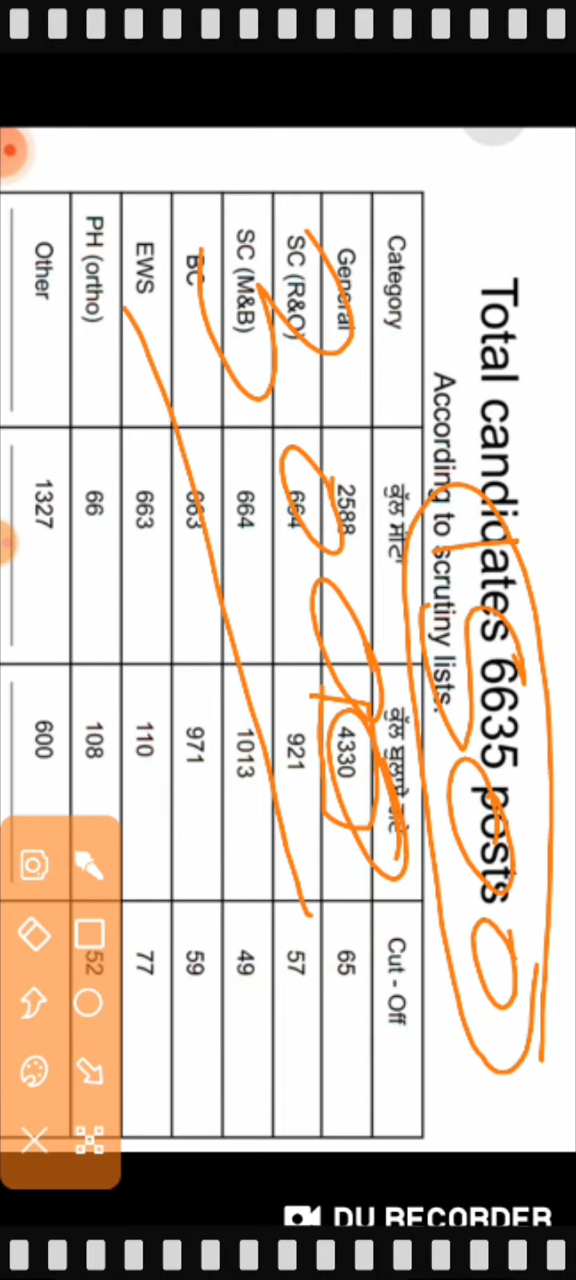 Total candidates 6635 posts
According to scrutiny lists.
Category Cut - Off
General 2588 4330 65
SC (R&O) 664 921 57
SC (M&B) 664 1013 49
BC 663 971 59
EWS 663 110 77
PH (ortho) 66 108 52
Other 1327 600
DU RECORDER